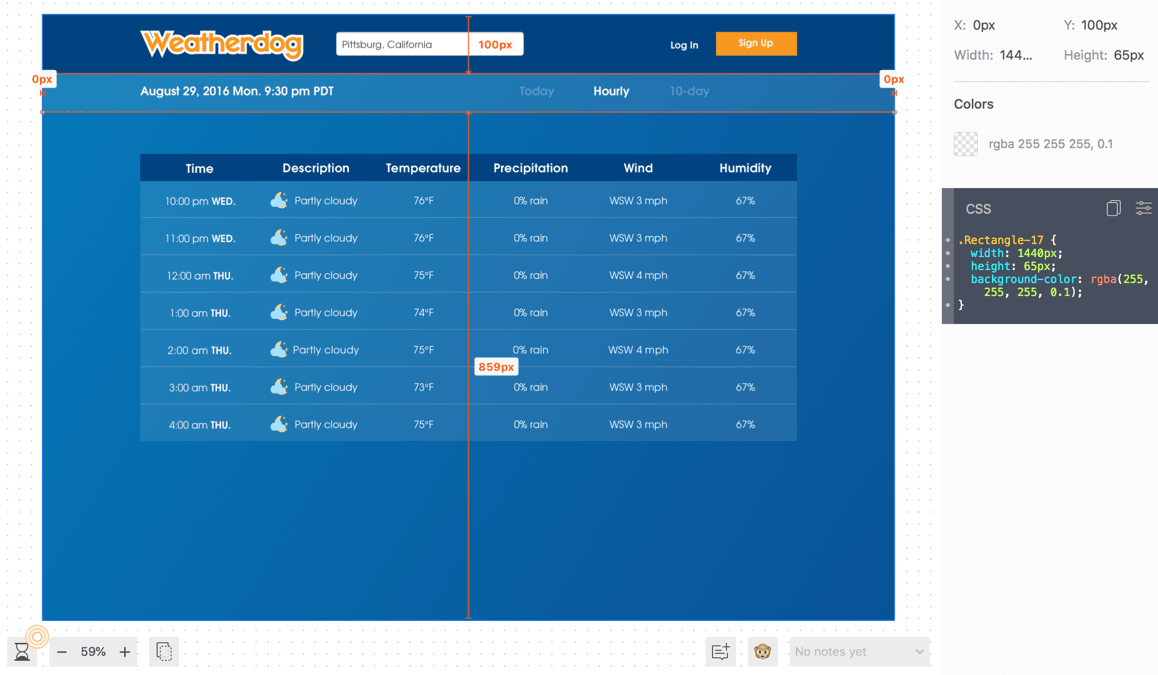 Weatherdog
Pittsburg, California
100px
Log In
Sign Up
0px
0px
August 29, 2016 Mon. 9:30 pm PDT
Today
Hourly
10-day
Time Description Temperature Precipitation Wind Humidity
10:00 pm WED. Partly cloudy 76°F 0% rain WSW 3 mph 67%
11:00 pm WED. Partly cloudy 76°F 0% rain WSW 3 mph 67%
12:00 am THU. Partly cloudy 75°F 0% rain WSW 4 mph 67%
1:00 am THU. Partly cloudy 74°F 0% rain WSW 3 mph 67%
2:00 am THU. Partly cloudy 75°F 0% rain WSW 4 mph 67%
859px
3:00 am THU. Partly cloudy 73°F 0% rain WSW 3 mph 67%
4:00 am THU. Partly cloudy 75°F 0% rain WSW 3 mph 67%
59%
No notes yet
X: 0px Y: 100px
Width: 144... Height: 65px
Colors
rgba 255 255 255, 0.1
CSS
.Rectangle-17 {
width: 1440px;
height: 65px;
background-color: rgba(255,
255, 255, 0.1);
}